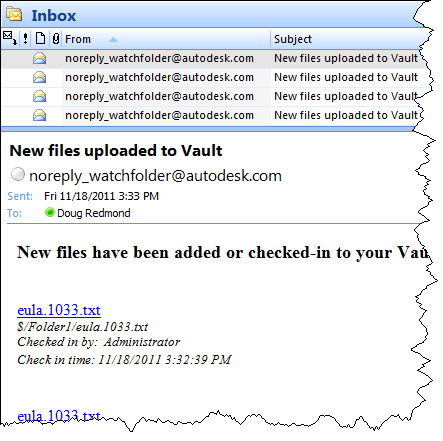 Inbox
From Subject
noreply_watchfolder@autodesk.com New files uploaded to Vault
noreply_watchfolder@autodesk.com New files uploaded to Vault
noreply_watchfolder@autodesk.com New files uploaded to Vault
noreply_watchfolder@autodesk.com New files uploaded to Vault
New files uploaded to Vault
noreply_watchfolder@autodesk.com
Sent: Fri 11/18/2011 3:33 PM
To: Doug Redmond
New files have been added or checked-in to your Vau
eula.1033.txt
$/Folder1/eula.1033.txt
Checked in by: Administrator
Check in time: 11/18/2011 3:32:39 PM
eula.1033.txt